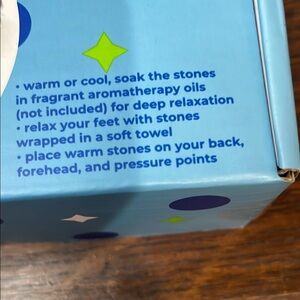 · warm or cool, soak the stones
in fragrant aromatherapy oils
(not included) for deep relaxation
· relax your feet with stones
wrapped in a soft towel
· place warm stones on your back,
forehead, and pressure points